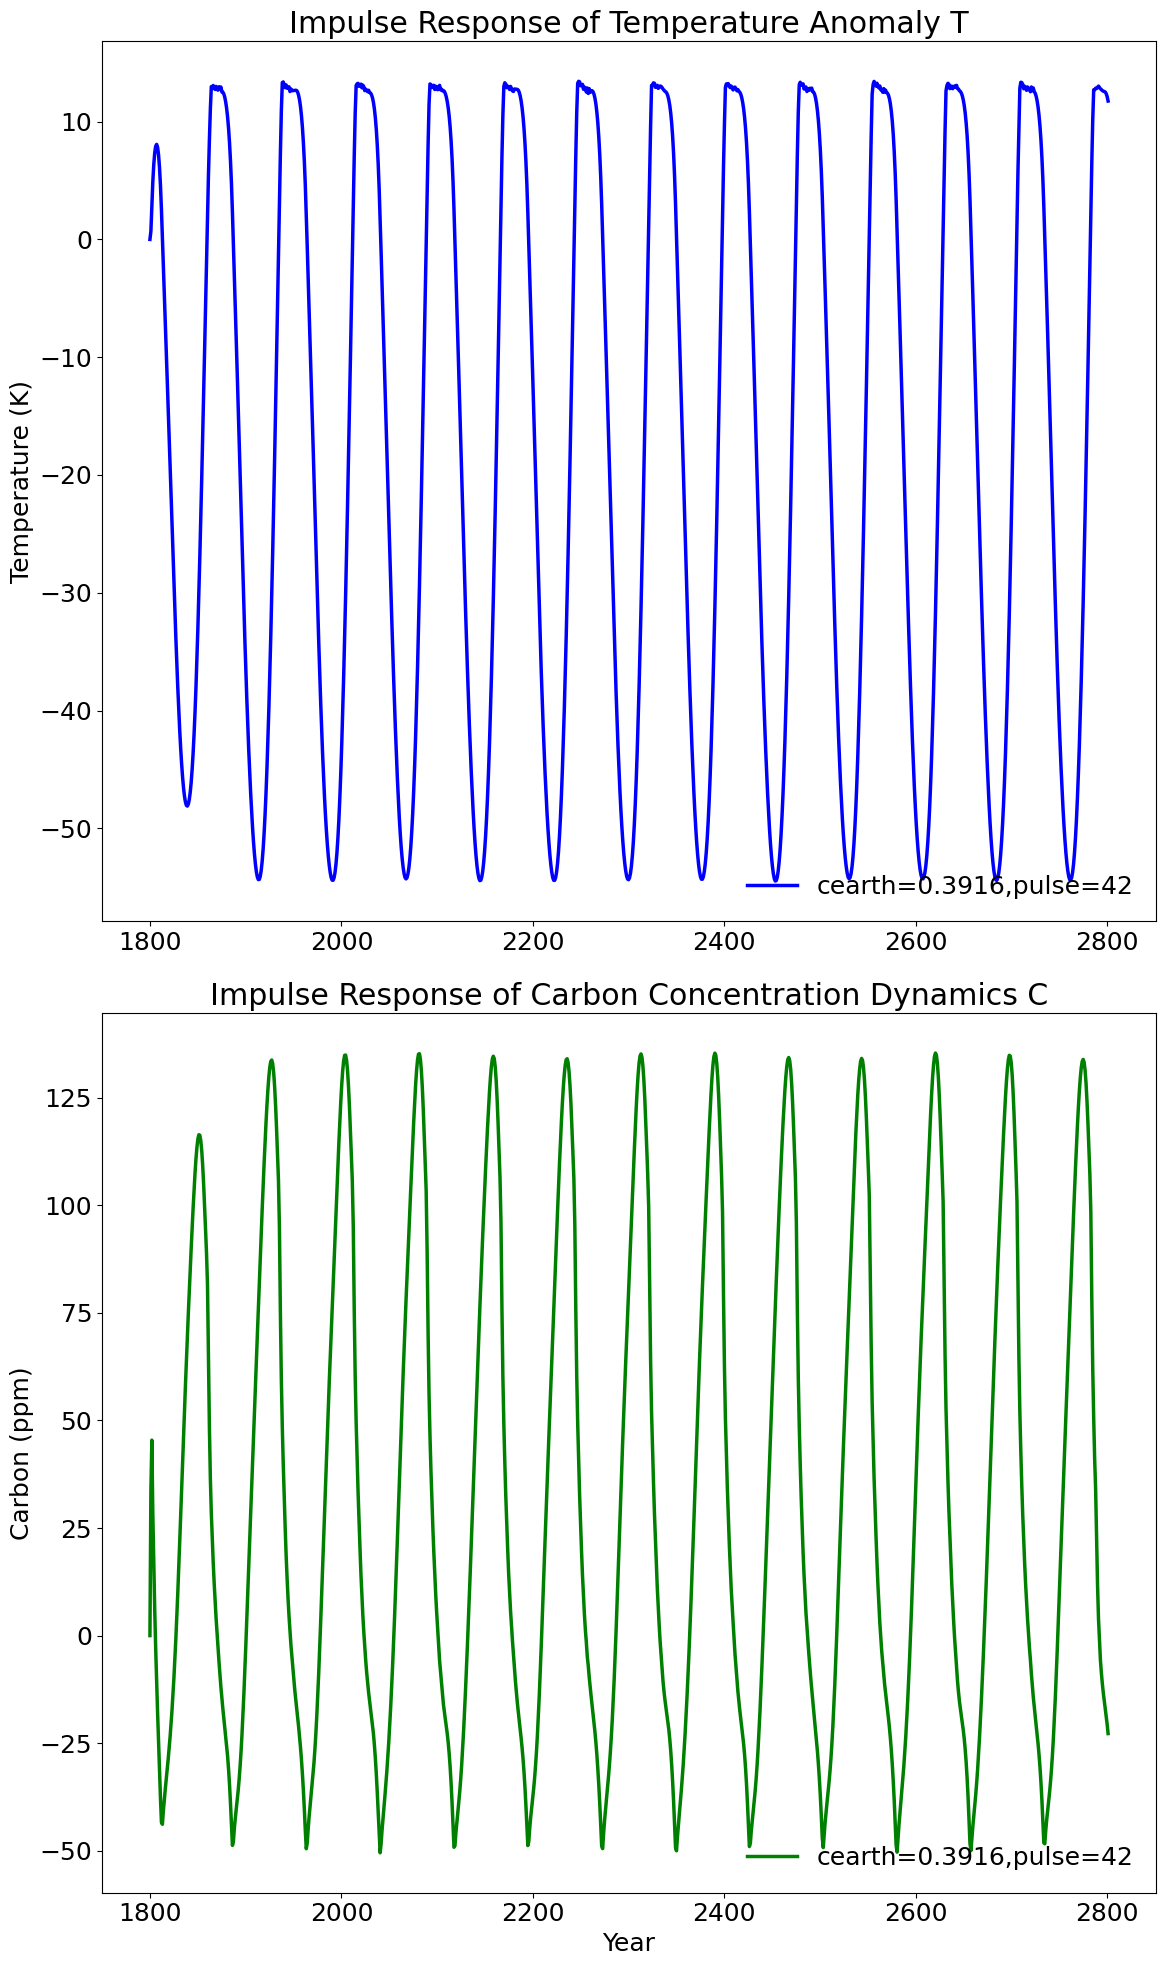 Impulse Response of Temperature Anomaly T
Temperature (K)
10
0
−10
−20
−30
−40
−50
cearth=0.3916,pulse=42
1800 2000 2200 2400 2600 2800
Impulse Response of Carbon Concentration Dynamics C
Carbon (ppm)
125
100
75
50
25
0
−25
−50
cearth=0.3916,pulse=42
1800 2000 2200 2400 2600 2800
Year